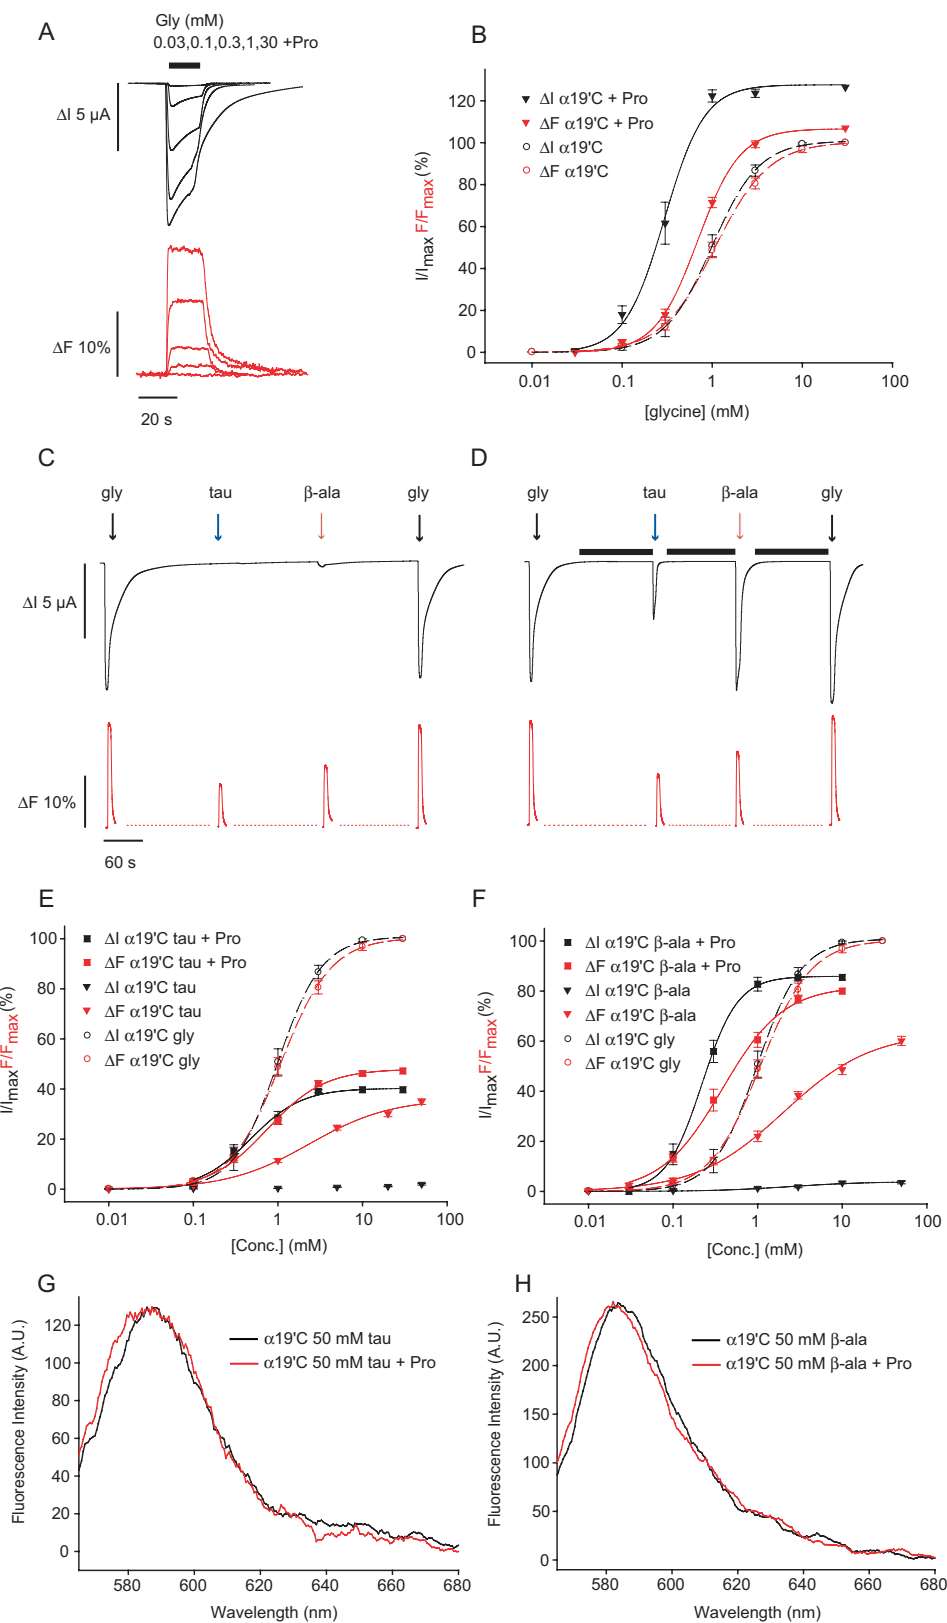 A
Gly (mM)
0.03,0.1,0.3,1,30 +Pro
ΔI 5 µA
ΔF 10%
20 s
B
I/Imax F/Fmax(%)
120
100
80
60
40
20
0
ΔI α19'C + Pro
ΔF α19'C + Pro
ΔI α19'C
ΔF α19'C
0.01 0.1 1 10 100
[glycine] (mM)
C
gly tau β-ala gly
ΔI 5 µA
ΔF 10%
60 s
D
gly tau β-ala gly
E
I/Imax F/Fmax(%)
100
80
60
40
20
0
ΔI α19'C tau + Pro
ΔF α19'C tau + Pro
ΔI α19'C tau
ΔF α19'C tau
ΔI α19'C gly
ΔF α19'C gly
0.01 0.1 1 10 100
[Conc.] (mM)
F
I/Imax F/Fmax(%)
100
80
60
40
20
0
ΔI α19'C β-ala + Pro
ΔF α19'C β-ala + Pro
ΔI α19'C β-ala
ΔF α19'C β-ala
ΔI α19'C gly
ΔF α19'C gly
0.01 0.1 1 10 100
[Conc.] (mM)
G
Fluorescence Intensity (A.U.)
120
100
80
60
40
20
0
α19'C 50 mM tau
α19'C 50 mM tau + Pro
580 600 620 640 660 680
Wavelength (nm)
H
Fluorescence Intensity (A.U.)
250
200
150
100
50
0
α19'C 50 mM β-ala
α19'C 50 mM β-ala + Pro
580 600 620 640 660 680
Wavelength (nm)